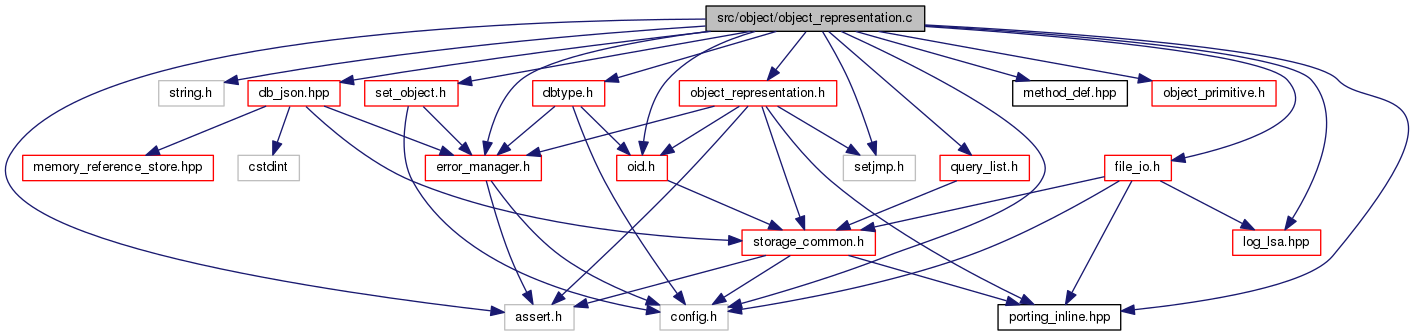 src/object/object_representation.c
string.h
db_json.hpp
set_object.h
dbtype.h
object_representation.h
method_def.hpp
object_primitive.h
memory_reference_store.hpp
cstdint
error_manager.h
oid.h
setjmp.h
query_list.h
file_io.h
storage_common.h
log_lsa.hpp
assert.h
config.h
porting_inline.hpp